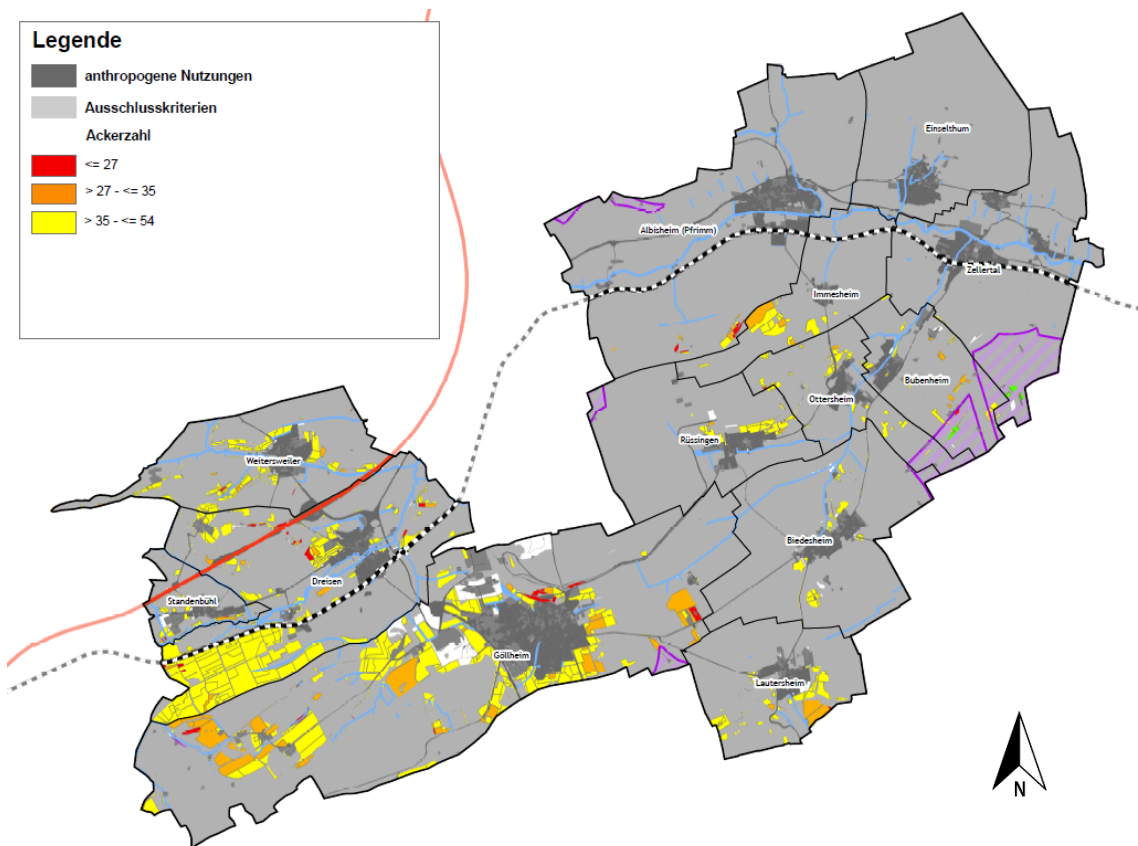 Legende
anthropogene Nutzungen
Ausschlusskriterien
Ackerzahl
<= 27
> 27 - <= 35
> 35 - <= 54
Einselthum
Albisheim (Pfrimm)
Zellertal
Immesheim
Bubenheim
Ottersheim
Rüssingen
Weitersweiler
Biedesheim
Dreisen
Standenbühl
Göllheim
Lautersheim
N